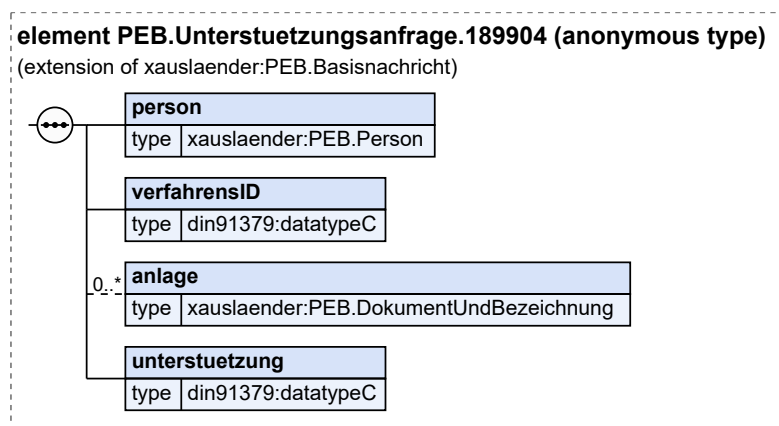 element PEB.Unterstuetzungsanfrage.189904 (anonymous type)
(extension of xauslaender:PEB.Basisnachricht)
person
type xauslaender:PEB.Person
verfahrensID
type din91379:datatypeC
0..* anlage
type xauslaender:PEB.DokumentUndBezeichnung
unterstuetzung
type din91379:datatypeC